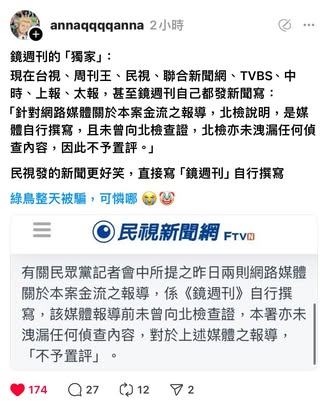 annaqqqqanna 2小時
鏡週刊的「獨家」：
現在台視、周刊王、民視、聯合新聞網、TVBS、中
時、上報、太報，甚至鏡週刊自己都發新聞寫：
「針對網路媒體關於本案金流之報導，北檢說明，是媒
體自行撰寫，且未曾向北檢查證，北檢亦未洩漏任何偵
查內容，因此不予置評。」
民視發的新聞更好笑，直接寫「鏡週刊」自行撰寫
綠鳥整天被騙，可憐哪 😭🤡
民視新聞網 FTVN
有關民眾黨記者會中所提之昨日兩則網路媒體
關於本案金流之報導，係《鏡週刊》自行撰
寫，該媒體報導前未曾向北檢查證，本署亦未
洩漏任何偵查內容，對於上述媒體之報導，
「不予置評」。
174 27 12 2